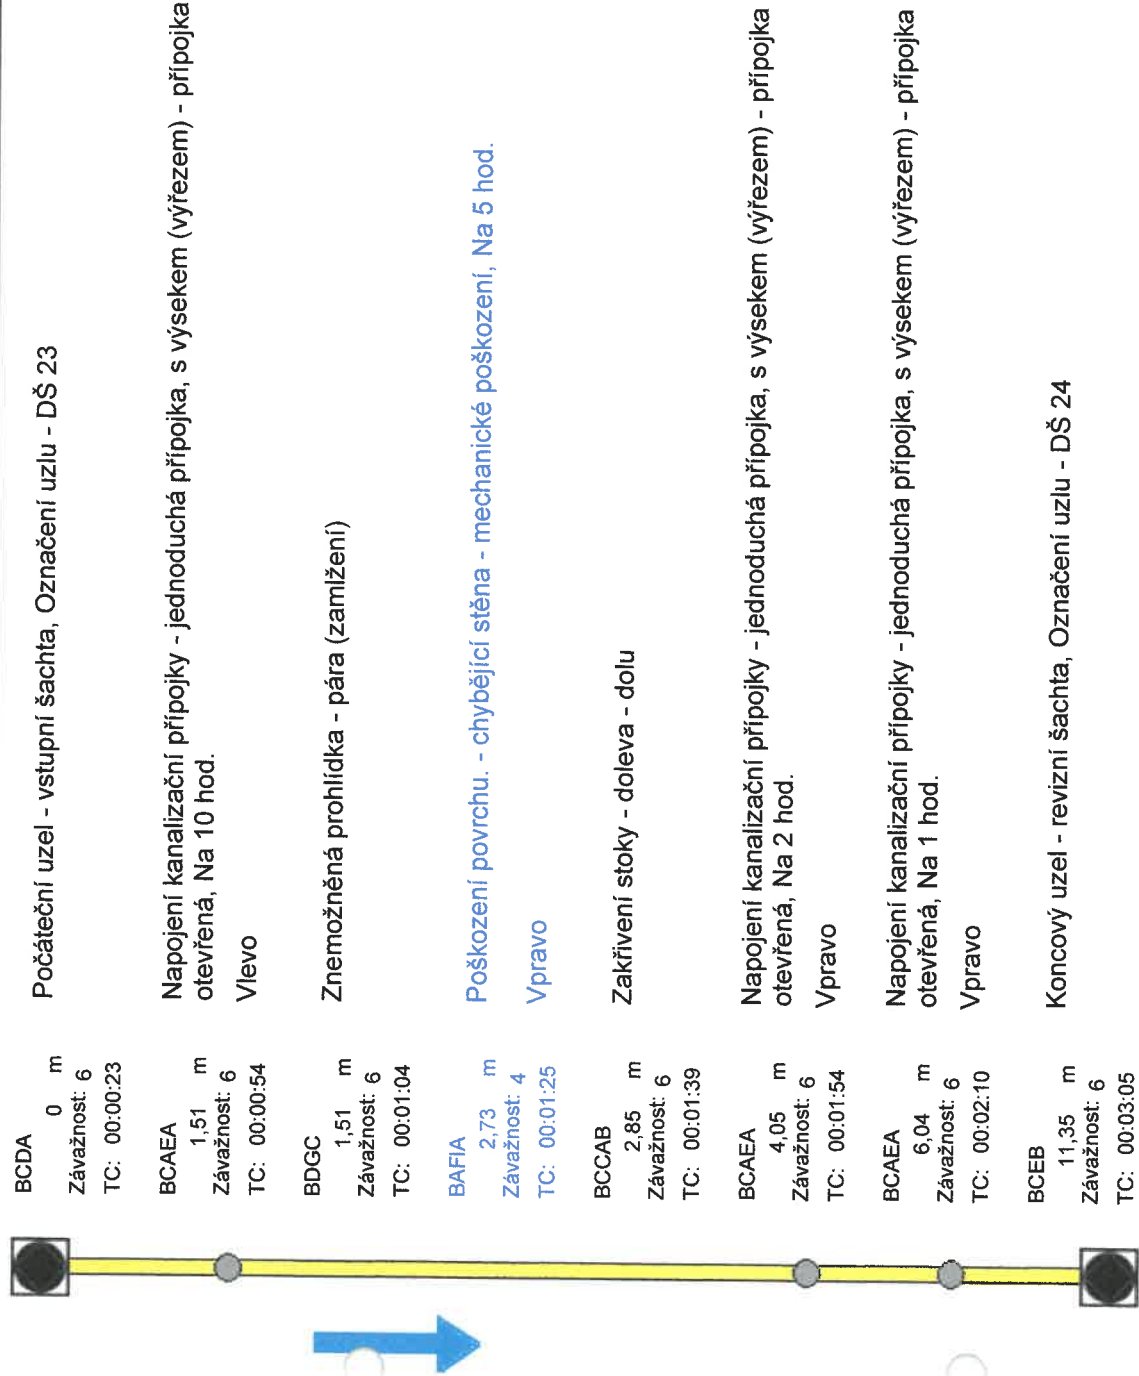 BCDA
0 m
Závažnost: 6
TC: 00:00:23
Počáteční uzel - vstupní šachta, Označení uzlu - DŠ 23
BCAEA
1,51 m
Závažnost: 6
TC: 00:00:54
Napojení kanalizační přípojky - jednoduchá přípojka, s výsekem (výřezem) - přípojka
otevřená, Na 10 hod.
Vlevo
BDGC
1,51 m
Závažnost: 6
TC: 00:01:04
Znemožněná prohlídka - pára (zamlžení)
BAFIA
2,73 m
Závažnost: 4
TC: 00:01:25
Poškození povrchu. - chybějící stěna - mechanické poškození, Na 5 hod.
Vpravo
BCCAB
2,85 m
Závažnost: 6
TC: 00:01:39
Zakřivení stoky - doleva - dolu
BCAEA
4,05 m
Závažnost: 6
TC: 00:01:54
Napojení kanalizační přípojky - jednoduchá přípojka, s výsekem (výřezem) - přípojka
otevřená, Na 2 hod.
Vpravo
BCAEA
6,04 m
Závažnost: 6
TC: 00:02:10
Napojení kanalizační přípojky - jednoduchá přípojka, s výsekem (výřezem) - přípojka
otevřená, Na 1 hod.
Vpravo
BCEB
11,35 m
Závažnost: 6
TC: 00:03:05
Koncový uzel - revizní šachta, Označení uzlu - DŠ 24